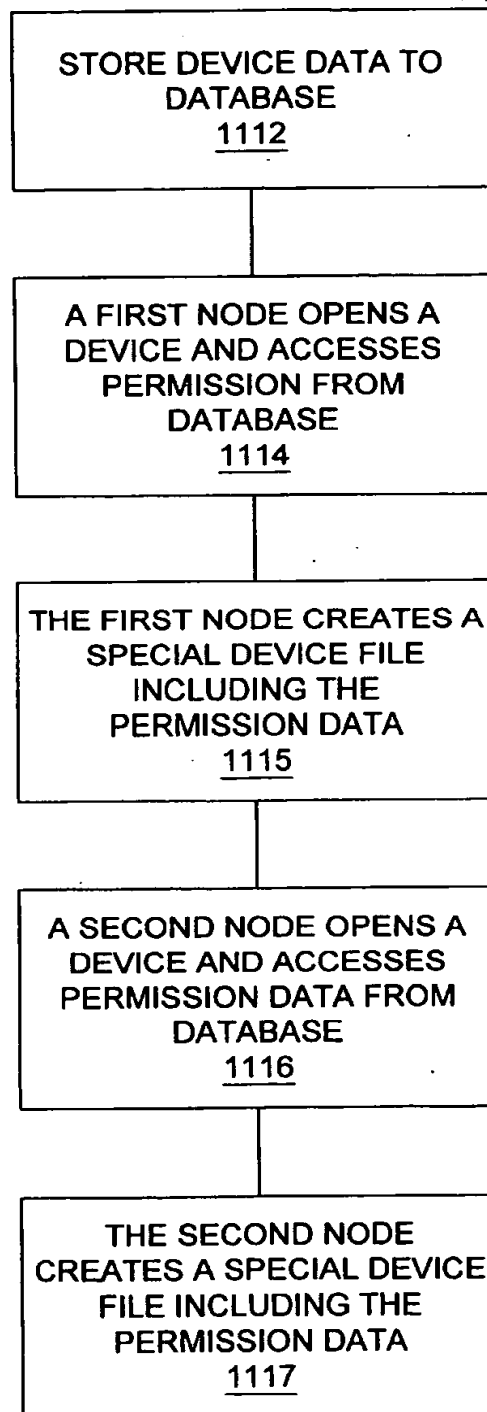 STORE DEVICE DATA TO
DATABASE
1112
A FIRST NODE OPENS A
DEVICE AND ACCESSES
PERMISSION FROM
DATABASE
1114
THE FIRST NODE CREATES A
SPECIAL DEVICE FILE
INCLUDING THE
PERMISSION DATA
1115
A SECOND NODE OPENS A
DEVICE AND ACCESSES
PERMISSION DATA FROM
DATABASE
1116
THE SECOND NODE
CREATES A SPECIAL DEVICE
FILE INCLUDING THE
PERMISSION DATA
1117